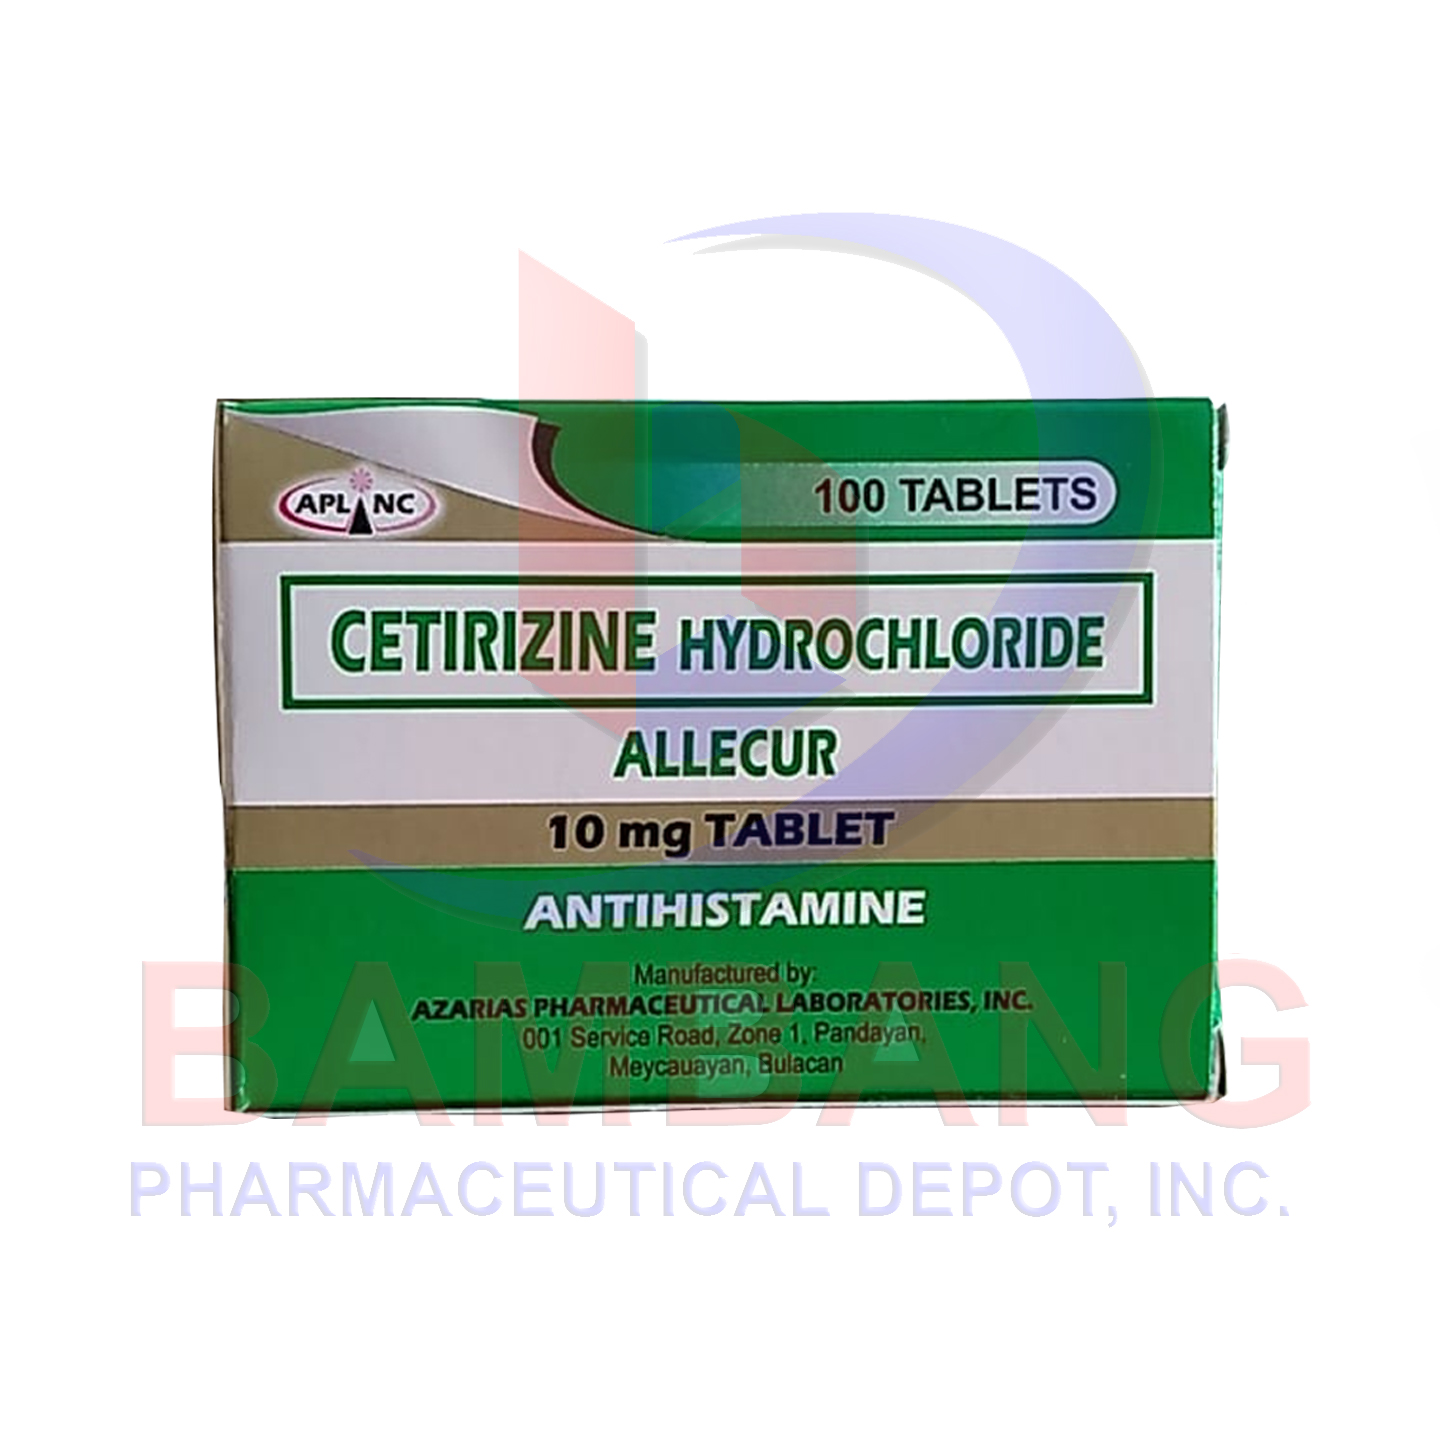 APL INC
100 TABLETS
CETIRIZINE HYDROCHLORIDE
ALLECUR
10 mg TABLET
ANTIHISTAMINE
Manufactured by:
AZARIAS PHARMACEUTICAL LABORATORIES, INC.
001 Service Road, Zone 1, Pandayan,
Meycauayan, Bulacan
BAMBANG
PHARMACEUTICAL DEPOT, INC.